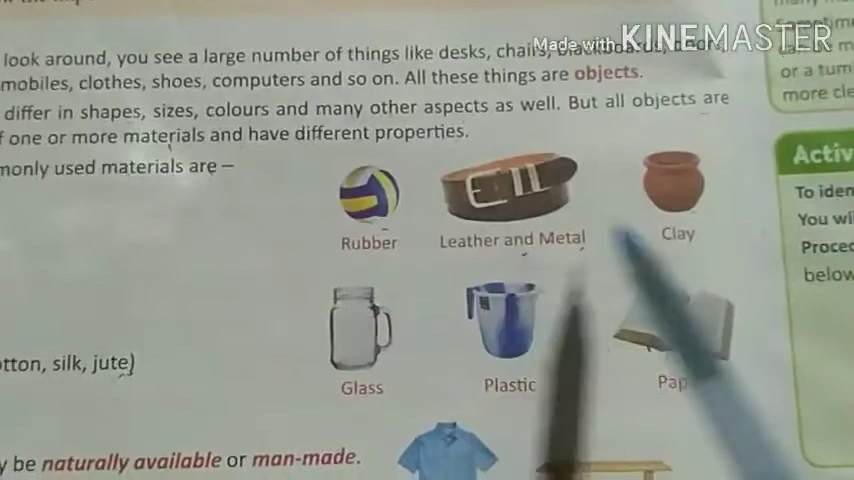 Made with KINEMASTER
look around, you see a large number of things like desks, chairs, blackboards, doors,
mobiles, clothes, shoes, computers and so on. All these things are objects.
differ in shapes, sizes, colours and many other aspects as well. But all objects are
one or more materials and have different properties.
monly used materials are –
Rubber
Leather and Metal
Clay
Glass
Plastic
Pap
otton, silk, jute)
be naturally available or man-made.
or a tum
more cle
Activ
To iden
You wi
Proced
below